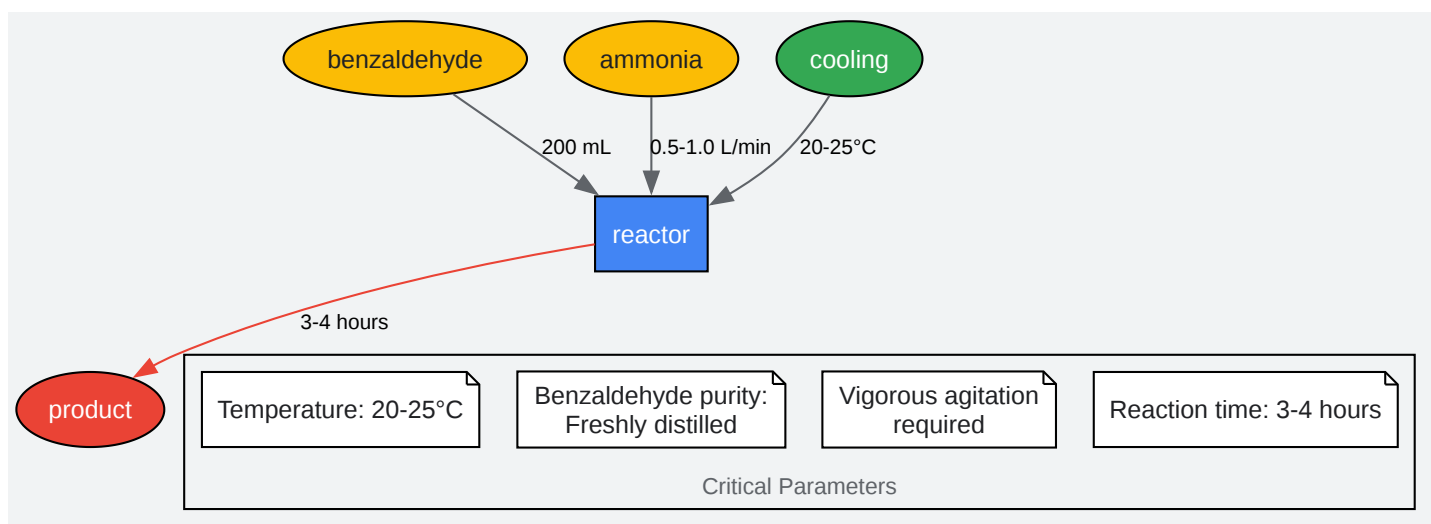 benzaldehyde
ammonia
cooling
200 mL
0.5-1.0 L/min
20-25°C
reactor
3-4 hours
product
Temperature: 20-25°C
Benzaldehyde purity:
Freshly distilled
Vigorous agitation
required
Reaction time: 3-4 hours
Critical Parameters